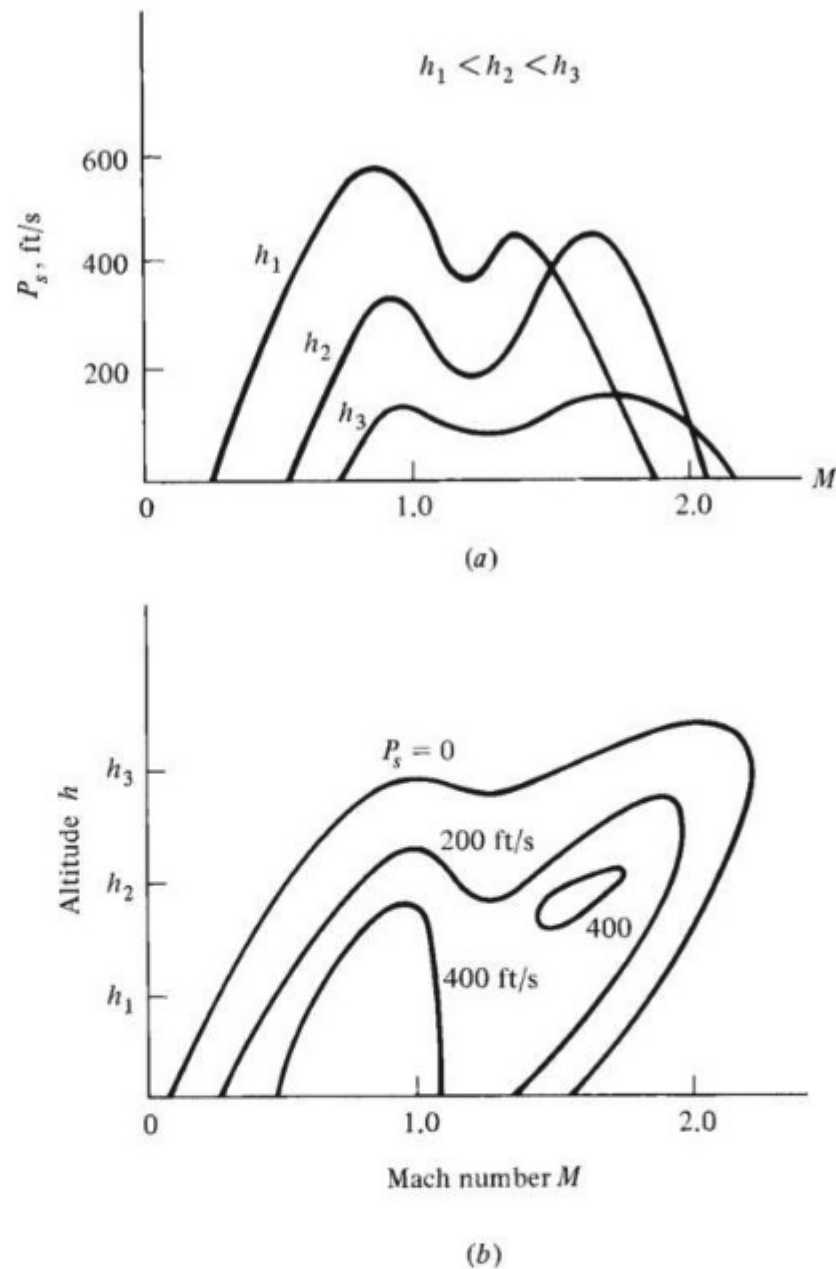 h₁ < h₂ < h₃
600
400
200
Pₛ, ft/s
h₁
h₂
h₃
0
1.0
2.0
M
(a)
Altitude h
h₃
h₂
h₁
Pₛ = 0
200 ft/s
400
400 ft/s
0
1.0
2.0
Mach number M
(b)